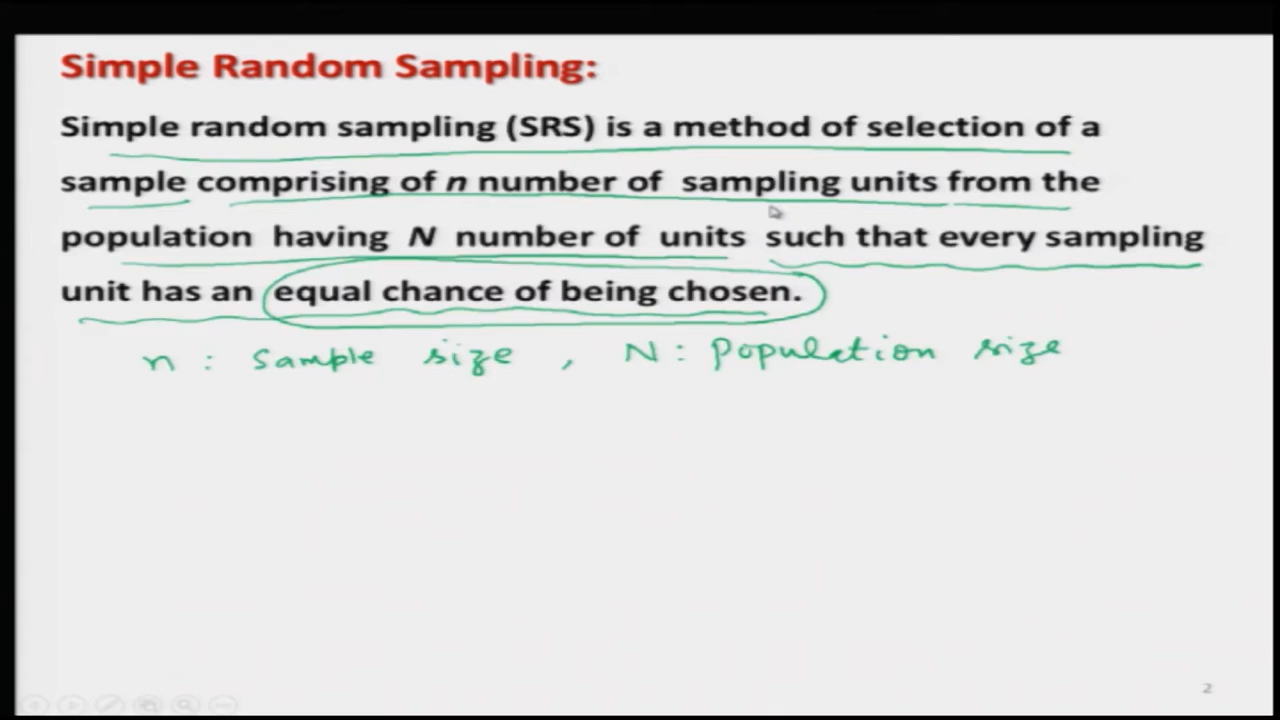 Simple Random Sampling:
Simple random sampling (SRS) is a method of selection of a
sample comprising of n number of sampling units from the
population having N number of units such that every sampling
unit has an equal chance of being chosen.
n : Sample size , N : Population size
2